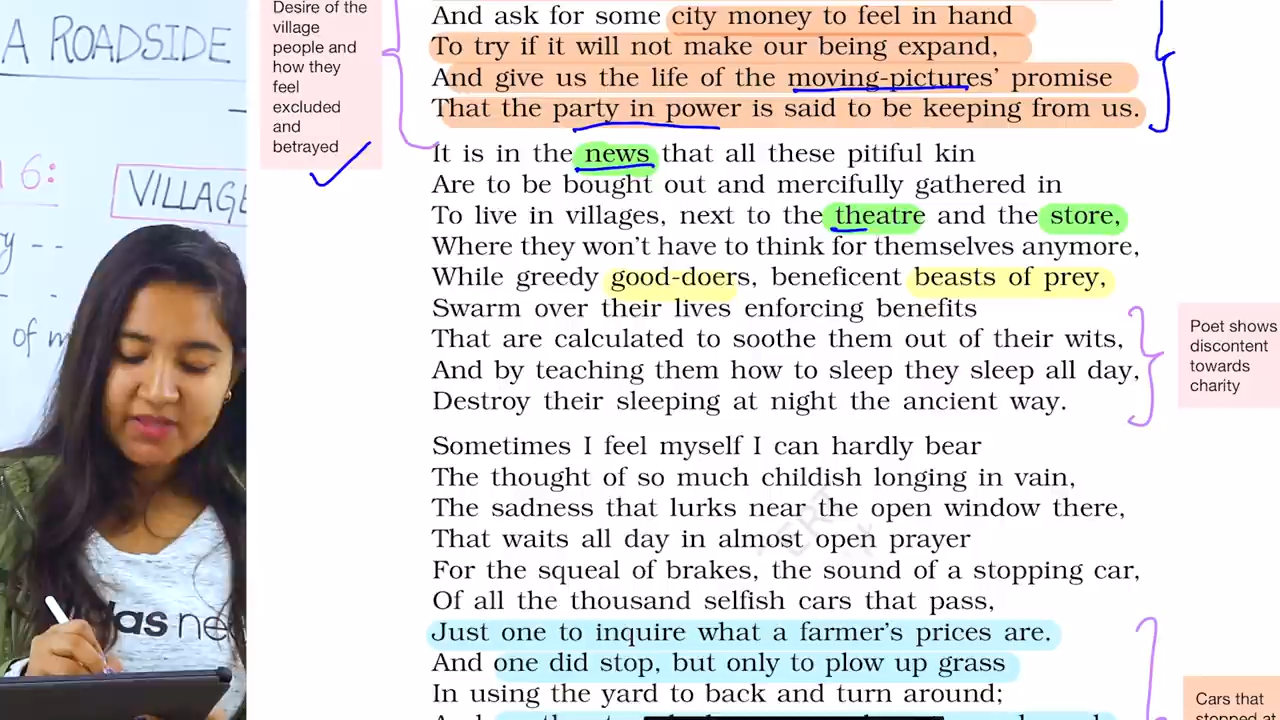 A ROADSIDE
6:
VILLAGE
of m
das ne
Desire of the
village
people and
how they
feel
excluded
and
betrayed
And ask for some city money to feel in hand
To try if it will not make our being expand,
And give us the life of the moving-pictures' promise
That the party in power is said to be keeping from us.
It is in the news that all these pitiful kin
Are to be bought out and mercifully gathered in
To live in villages, next to the theatre and the store,
Where they won't have to think for themselves anymore,
While greedy good-doers, beneficent beasts of prey,
Swarm over their lives enforcing benefits
That are calculated to soothe them out of their wits,
And by teaching them how to sleep they sleep all day,
Destroy their sleeping at night the ancient way.
Poet shows
discontent
towards
charity
Sometimes I feel myself I can hardly bear
The thought of so much childish longing in vain,
The sadness that lurks near the open window there,
That waits all day in almost open prayer
For the squeal of brakes, the sound of a stopping car,
Of all the thousand selfish cars that pass,
Just one to inquire what a farmer's prices are.
And one did stop, but only to plow up grass
In using the yard to back and turn around;
Cars that